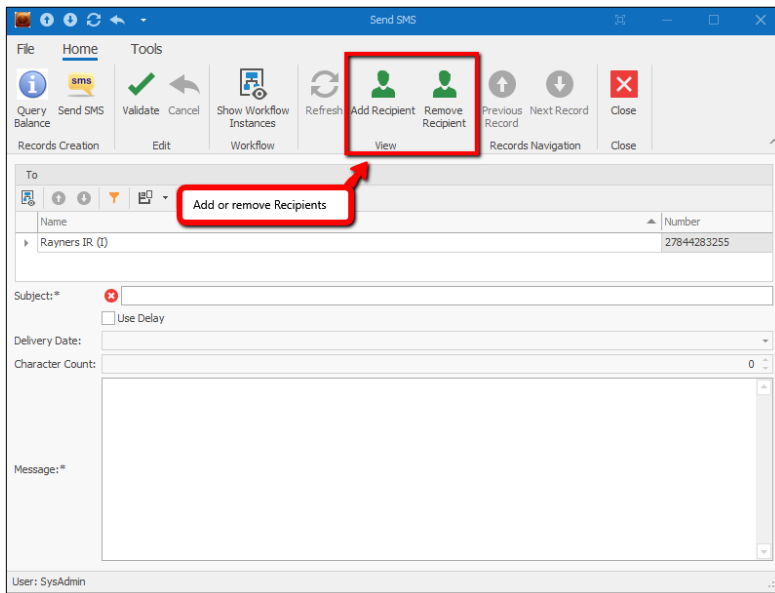 Send SMS
File Home Tools
sms
Query Balance
Send SMS
Validate
Cancel
Show Workflow Instances
Refresh
Add Recipient
Remove Recipient
Previous Record
Next Record
Close
Records Creation
Edit
Workflow
View
Records Navigation
Close
To
Add or remove Recipients
Name Number
Rayners IR (I) 27844283255
Subject:*
Use Delay
Delivery Date:
Character Count: 0
Message:*
User: SysAdmin